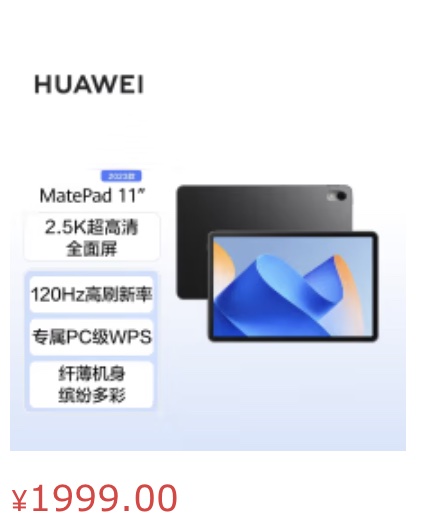 HUAWEI
2023款
MatePad 11”
2.5K超高清
全面屏
120Hz高刷新率
专属PC级WPS
纤薄机身
缤纷多彩
¥1999.00